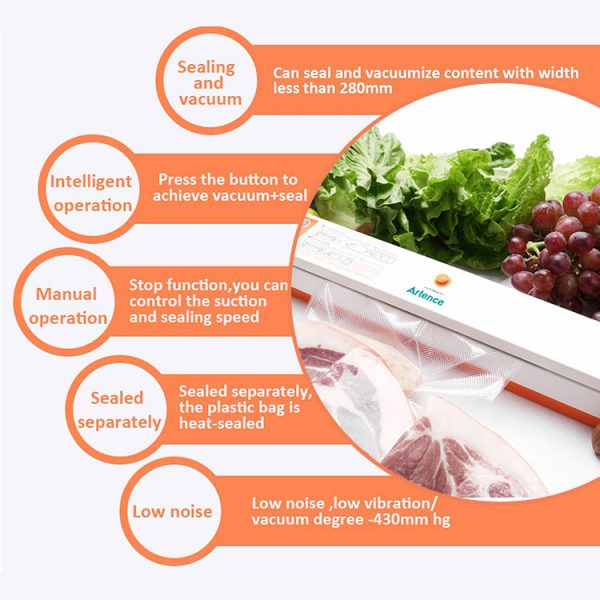 Sealing
and
vacuum
Can seal and vacuumize content with width
less than 280mm
Intelligent
operation
Press the button to
achieve vacuum+seal
Manual
operation
Stop function,you can
control the suction
and sealing speed
Sealed
separately
Sealed separately,
the plastic bag is
heat-sealed
Low noise
Low noise ,low vibration/
vacuum degree -430mm hg
Artence